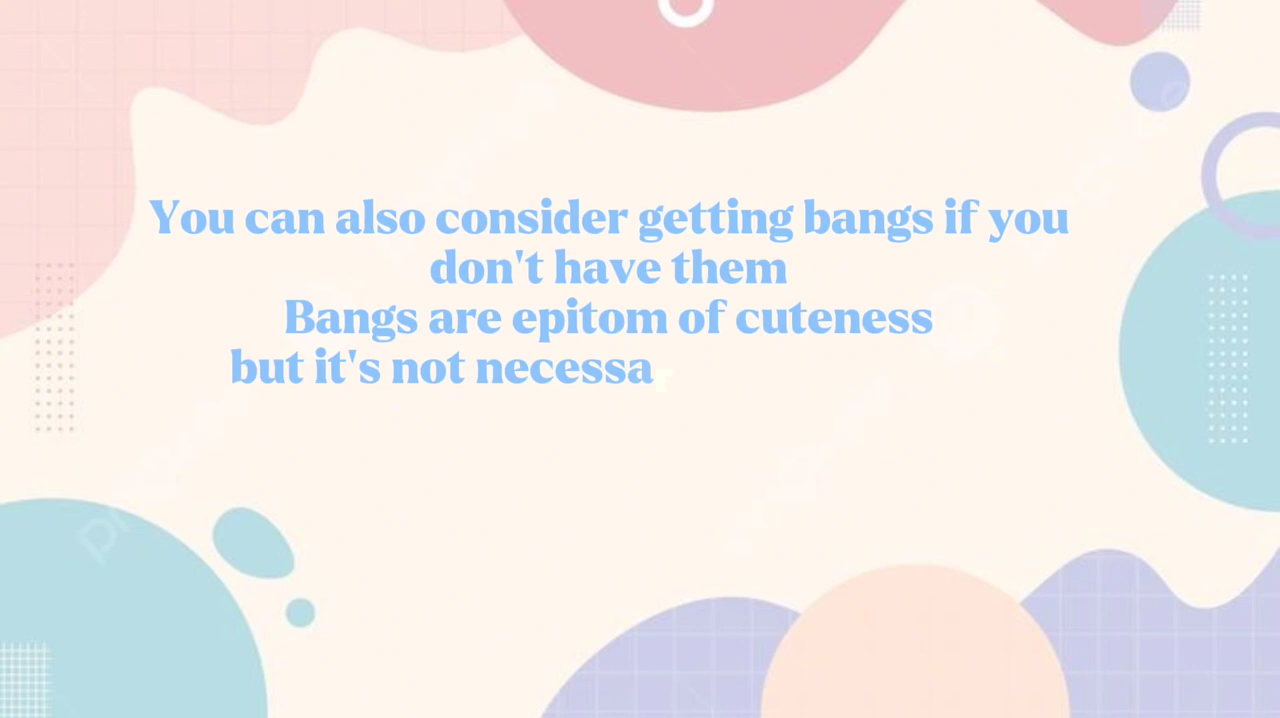 You can also consider getting bangs if you
don't have them
Bangs are epitom of cuteness
but it's not necessa